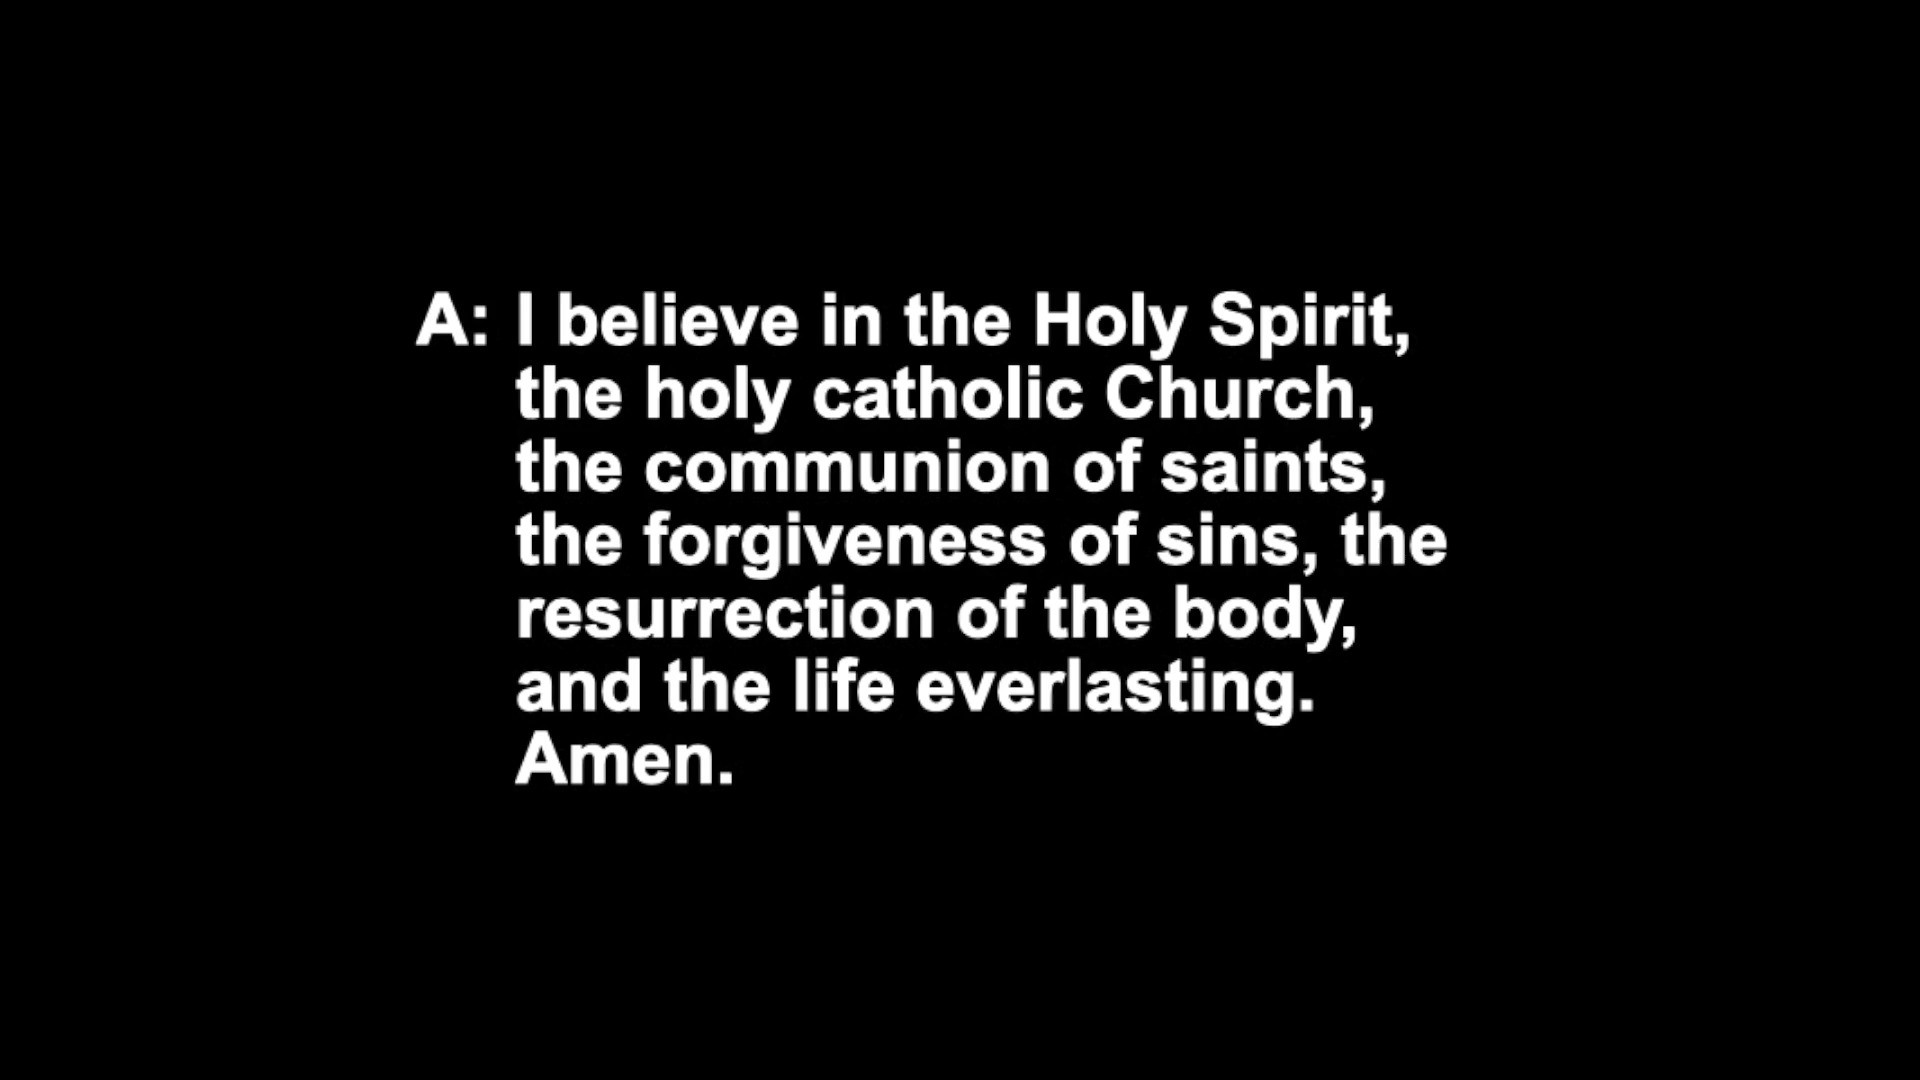 A: I believe in the Holy Spirit,
the holy catholic Church,
the communion of saints,
the forgiveness of sins, the
resurrection of the body,
and the life everlasting.
Amen.